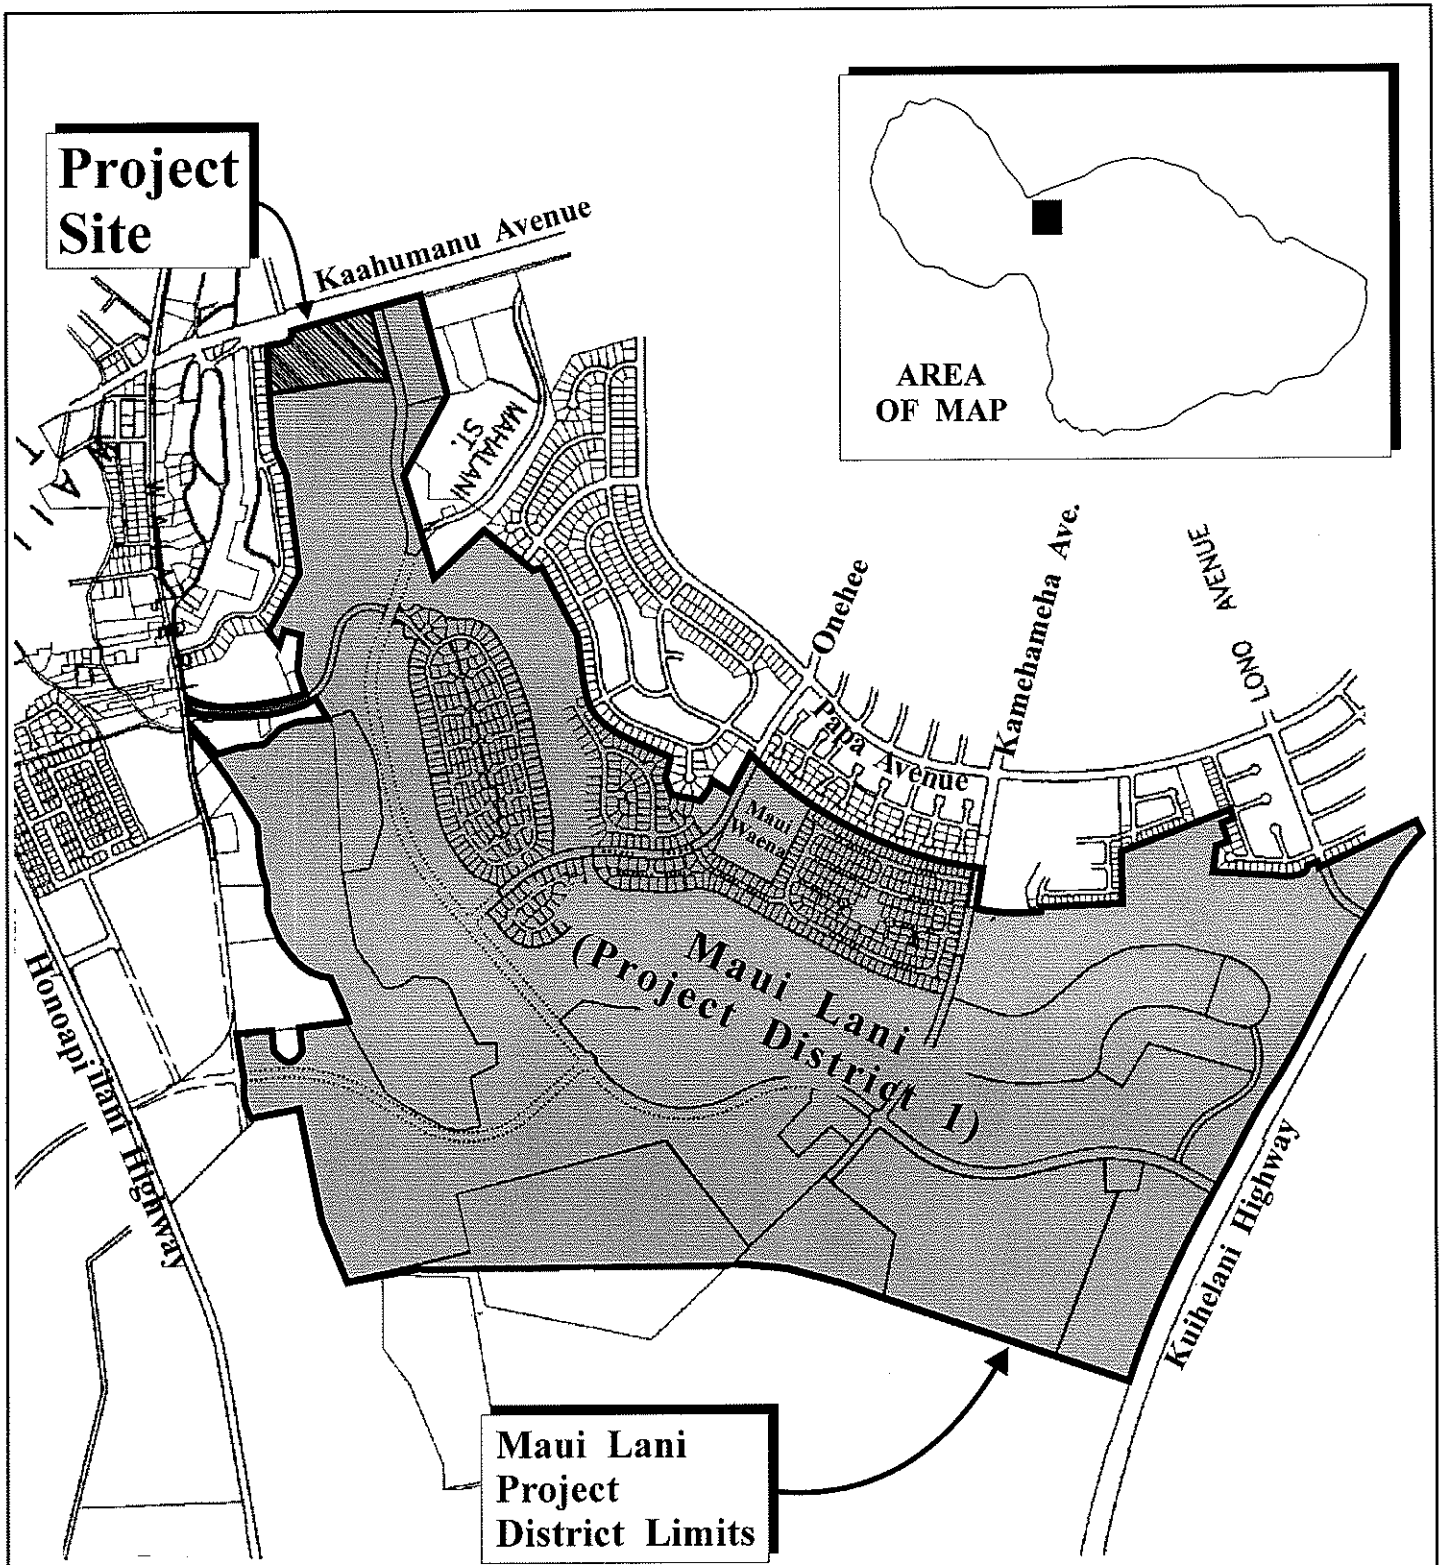 Project
Site
Kaahumanu Avenue
AREA
OF MAP
MAHALANI
ST.
Onehee
Kamehameha Ave.
LONO AVENUE
Papa Avenue
Maui
Waena
Maui Lani
(Project District 1)
Honoapiilani Highway
Kuihelani Highway
Maui Lani
Project
District Limits